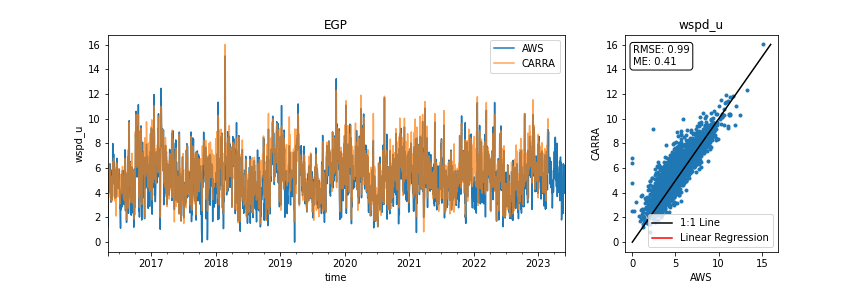 EGP
wspd_u
16
14
12
10
8
6
4
2
0
2017
2018
2019
2020
2021
2022
2023
time
AWS
CARRA
wspd_u
CARRA
16
14
12
10
8
6
4
2
0
0
5
10
15
AWS
RMSE: 0.99
ME: 0.41
1:1 Line
Linear Regression